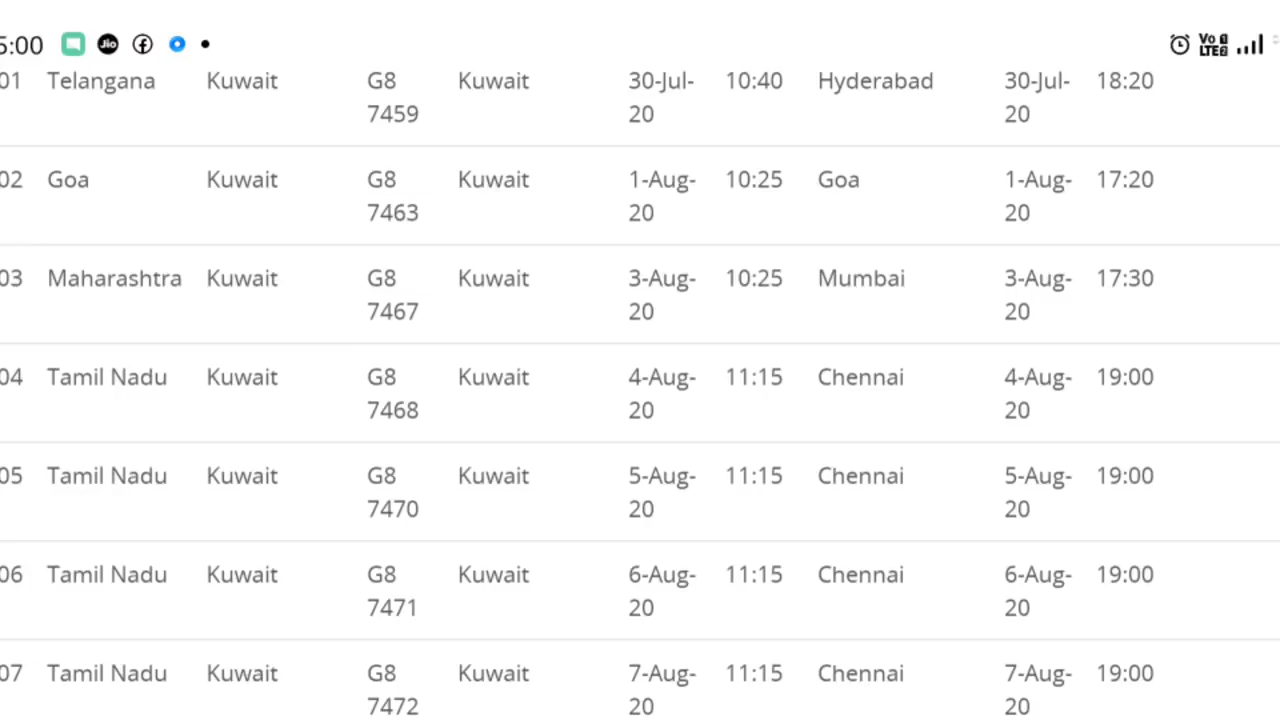 5:00 Jio Vo 1 LTE2
01 Telangana Kuwait G8 Kuwait 30-Jul- 10:40 Hyderabad 30-Jul- 18:20
7459 20 20
02 Goa Kuwait G8 Kuwait 1-Aug- 10:25 Goa 1-Aug- 17:20
7463 20 20
03 Maharashtra Kuwait G8 Kuwait 3-Aug- 10:25 Mumbai 3-Aug- 17:30
7467 20 20
04 Tamil Nadu Kuwait G8 Kuwait 4-Aug- 11:15 Chennai 4-Aug- 19:00
7468 20 20
05 Tamil Nadu Kuwait G8 Kuwait 5-Aug- 11:15 Chennai 5-Aug- 19:00
7470 20 20
06 Tamil Nadu Kuwait G8 Kuwait 6-Aug- 11:15 Chennai 6-Aug- 19:00
7471 20 20
07 Tamil Nadu Kuwait G8 Kuwait 7-Aug- 11:15 Chennai 7-Aug- 19:00
7472 20 20